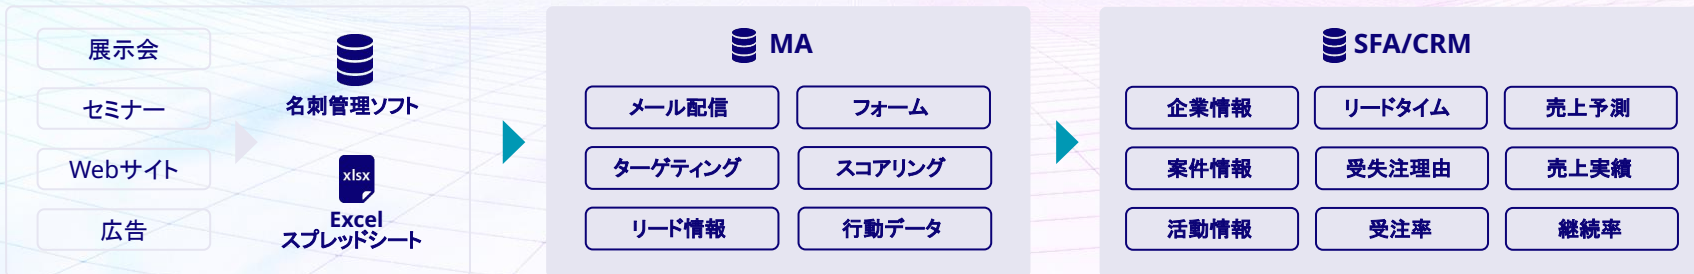 展示会
セミナー
Webサイト
広告
名刺管理ソフト
xlsx
Excel
スプレッドシート
MA
メール配信
フォーム
ターゲティング
スコアリング
リード情報
行動データ
SFA/CRM
企業情報
リードタイム
売上予測
案件情報
受失注理由
売上実績
活動情報
受注率
継続率